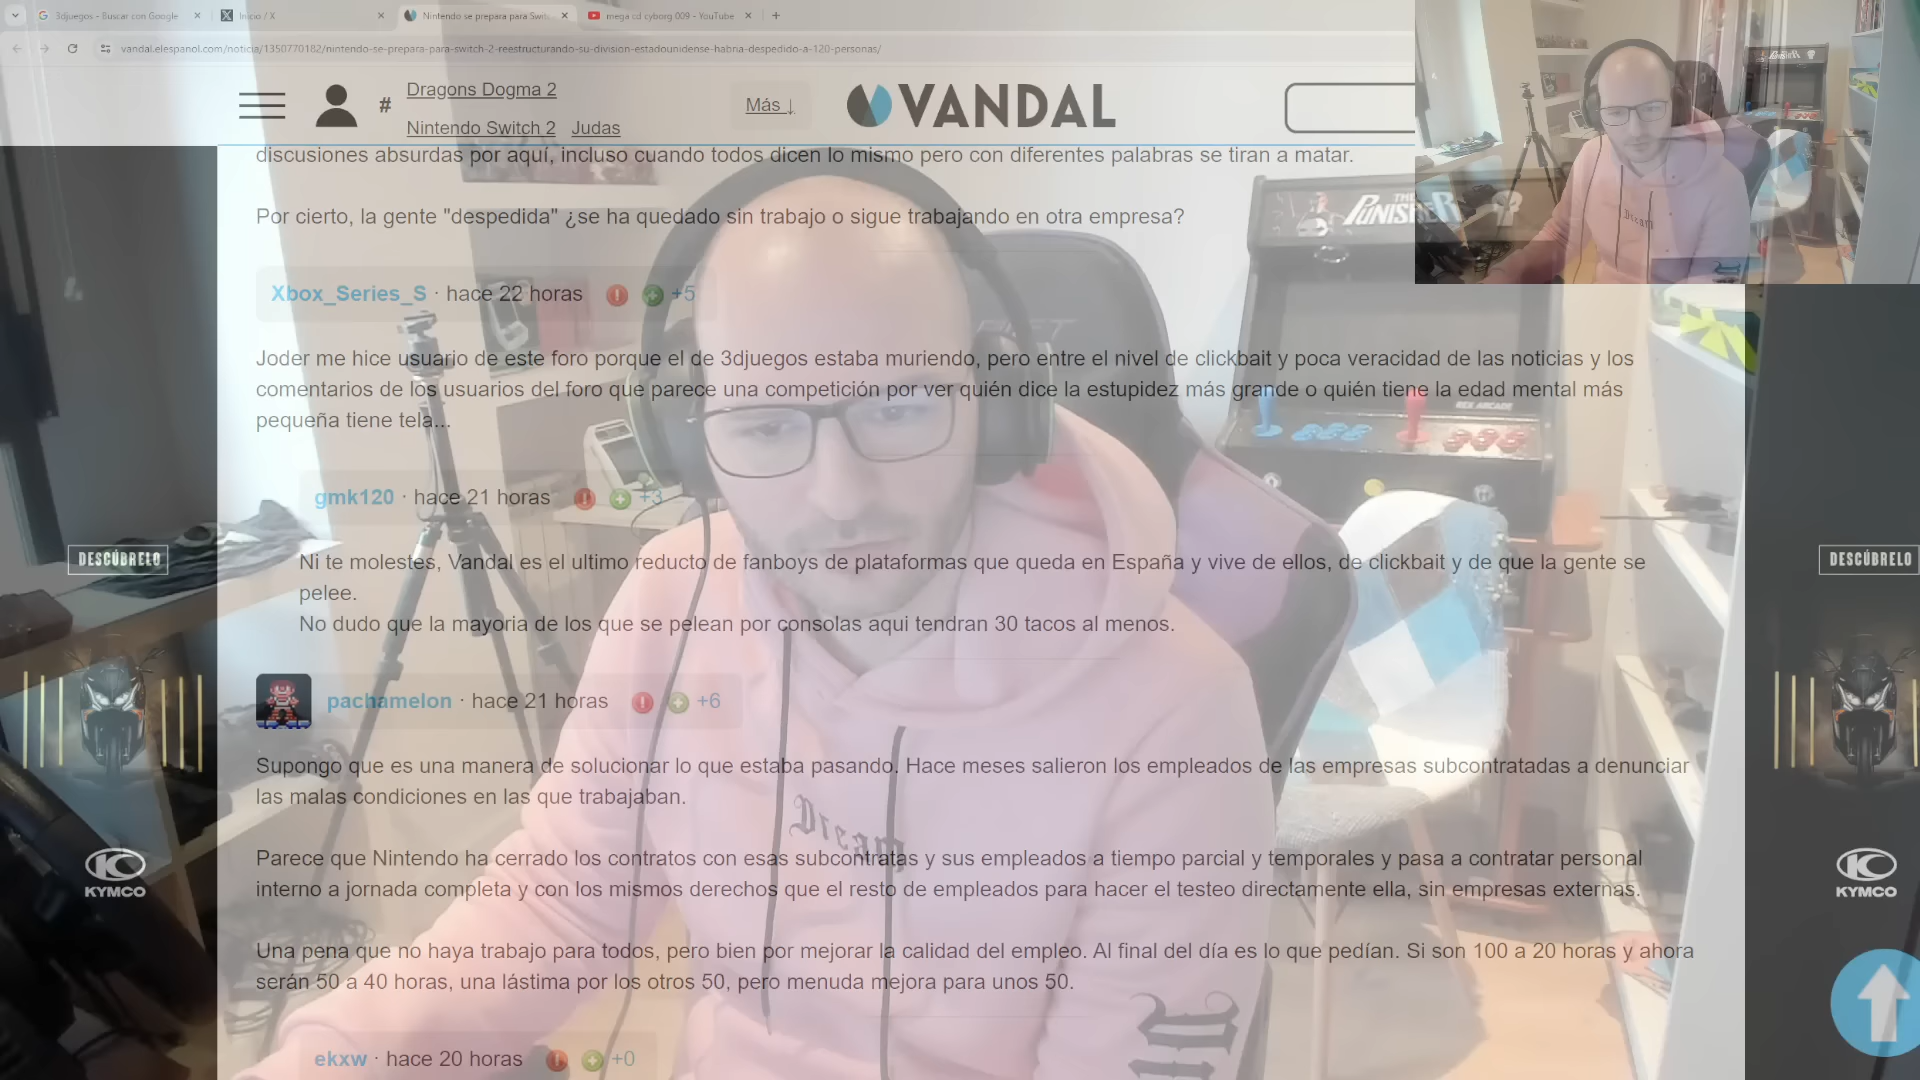 3djuegos - Buscar con Google
Inicio / X
Nintendo se prepara para Swit
mega cd cyborg 009 - YouTube
vandal.elespanol.com/noticia/1350770182/nintendo-se-prepara-para-switch-2-reestructurando-su-division-estadounidense-habria-despedido-a-120-personas/
# Dragons Dogma 2
Nintendo Switch 2 Judas
Más ↓
VANDAL
discusiones absurdas por aquí, incluso cuando todos dicen lo mismo pero con diferentes palabras se tiran a matar.
Por cierto, la gente "despedida" ¿se ha quedado sin trabajo o sigue trabajando en otra empresa?
THE PUNISHER
Xbox_Series_S · hace 22 horas +5
Joder me hice usuario de este foro porque el de 3djuegos estaba muriendo, pero entre el nivel de clickbait y poca veracidad de las noticias y los
comentarios de los usuarios del foro que parece una competición por ver quién dice la estupidez más grande o quién tiene la edad mental más
pequeña tiene tela...
REX ARCADE
gmk120 · hace 21 horas +3
Ni te molestes, Vandal es el ultimo reducto de fanboys de plataformas que queda en España y vive de ellos, de clickbait y de que la gente se
pelee.
No dudo que la mayoria de los que se pelean por consolas aqui tendran 30 tacos al menos.
DESCÚBRELO
DESCÚBRELO
pachamelon · hace 21 horas +6
Supongo que es una manera de solucionar lo que estaba pasando. Hace meses salieron los empleados de las empresas subcontratadas a denunciar
las malas condiciones en las que trabajaban.
Parece que Nintendo ha cerrado los contratos con esas subcontratas y sus empleados a tiempo parcial y temporales y pasa a contratar personal
interno a jornada completa y con los mismos derechos que el resto de empleados para hacer el testeo directamente ella, sin empresas externas.
KYMCO
KYMCO
Una pena que no haya trabajo para todos, pero bien por mejorar la calidad del empleo. Al final del día es lo que pedían. Si son 100 a 20 horas y ahora
serán 50 a 40 horas, una lástima por los otros 50, pero menuda mejora para unos 50.
ekxw · hace 20 horas +0